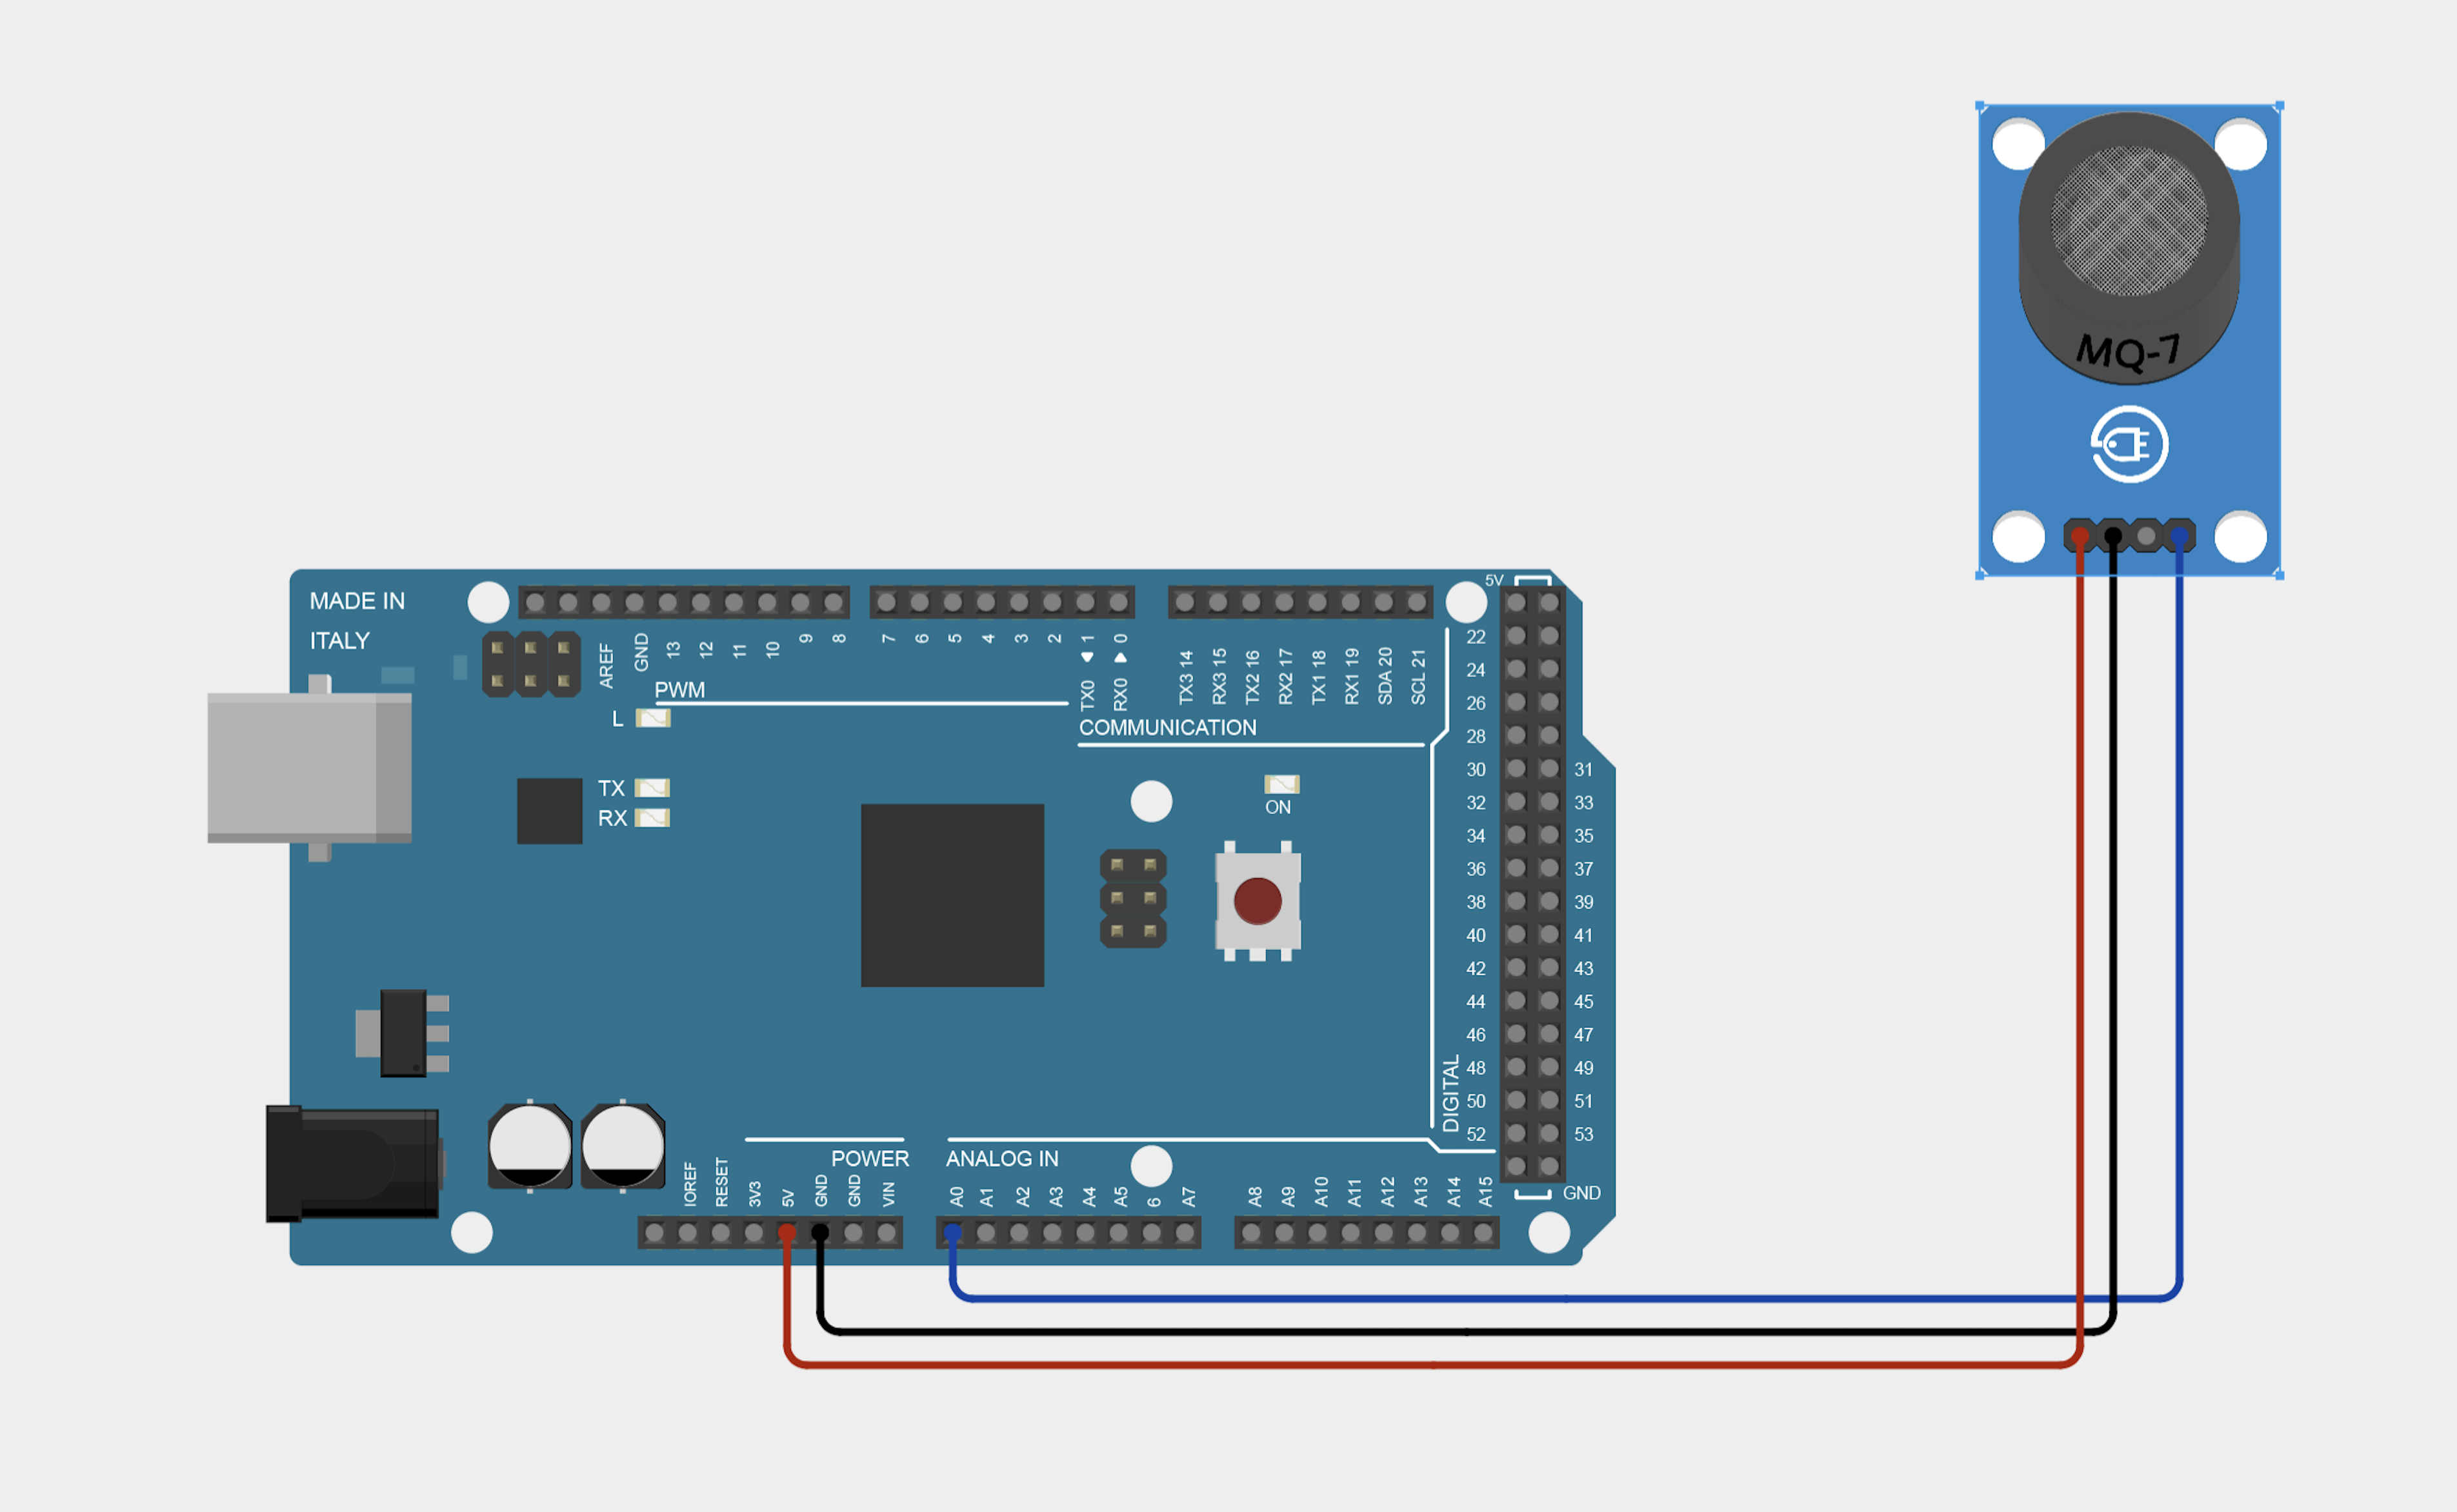 MQ-7
MADE IN
ITALY
AREF
GND
13
12
11
10
9
8
7
6
5
4
3
2
TX0 1
RX0 0
TX3 14
RX3 15
TX2 16
RX2 17
TX1 18
RX1 19
SDA 20
SCL 21
5V
PWM
COMMUNICATION
L
TX
RX
ON
22
24
26
28
30 31
32 33
34 35
36 37
38 39
40 41
42 43
44 45
46 47
48 49
50 51
52 53
DIGITAL
GND
POWER
ANALOG IN
IOREF
RESET
3V3
5V
GND
GND
VIN
A0
A1
A2
A3
A4
A5
6
A7
A8
A9
A10
A11
A12
A13
A14
A15